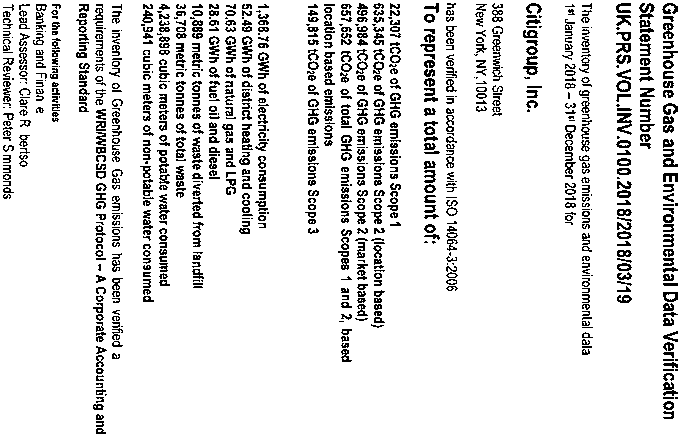 Greenhouse Gas and Environmental Data Verification
Statement Number
UK.PRS.VOL.INV.0100.2018/2018/03/19
The inventory of greenhouse gas emissions and environmental data
1st January 2018 – 31st December 2018 for
Citigroup, Inc.
388 Greenwich Street
New York, NY,10013
has been verified in accordance with ISO 14064-3:2006
To represent a total amount of:
22,307 tCO2e of GHG emissions Scope 1
635,345 tCO2e of GHG emissions Scope 2 (location based)
496,984 tCO2e of GHG emissions Scope 2 (market based)
657,652 tCO2e of total GHG emissions Scopes 1 and 2, based
location based emissions
149,815 tCO2e of GHG emissions Scope 3
1,368.76 GWh of electricity consumption
52.49 GWh of district heating and cooling
70.63 GWh of natural gas and LPG
28.61 GWh of fuel oil and diesel
10,889 metric tonnes of waste diverted from landfill
36,708 metric tonnes of total waste
4,238,898 cubic meters of potable water consumed
240,941 cubic meters of non-potable water consumed
The inventory of Greenhouse Gas emissions has been verified a
requirements of the WRI/WBCSD GHG Protocol – A Corporate Accounting and
Reporting Standard
For the following activities
Banking and Finan e
Lead Assessor: Clare R bertso
Technical Reviewer: Peter S mmonds